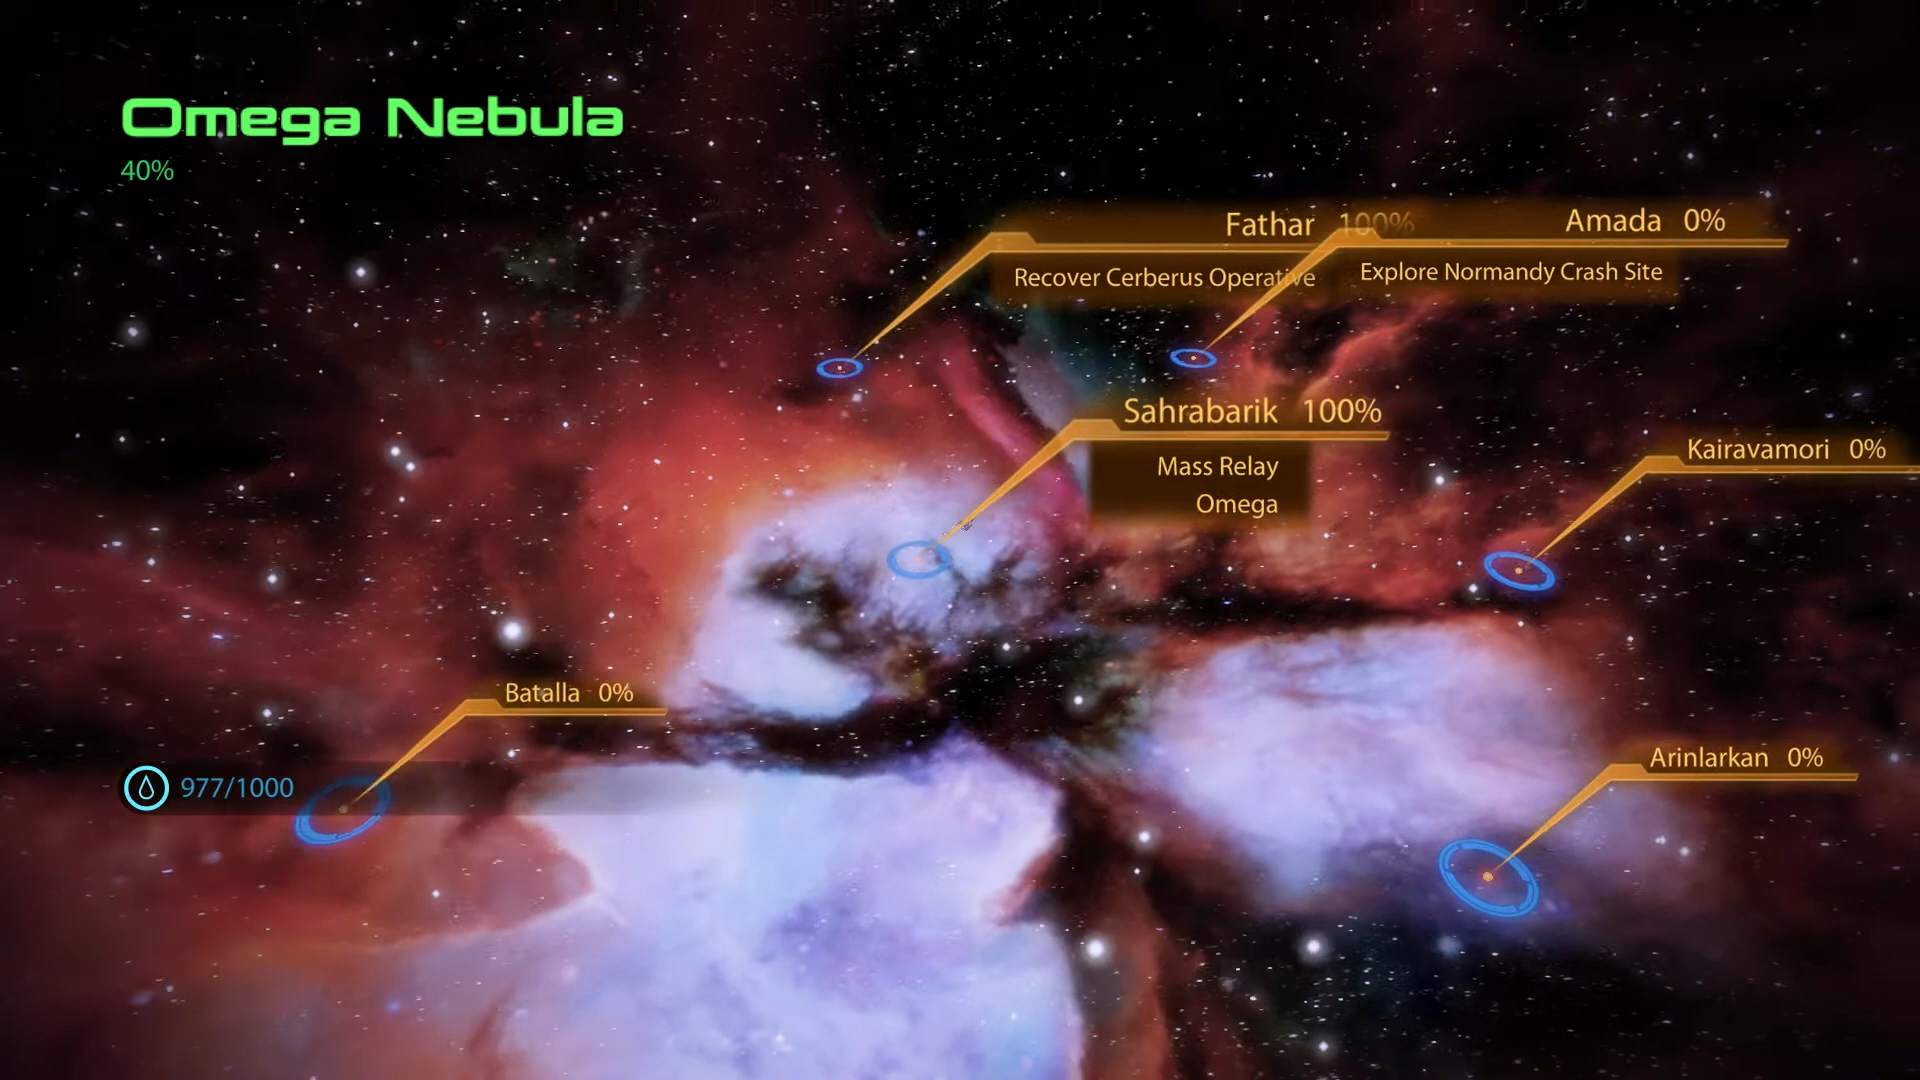 Omega Nebula
40%
Fathar 100%
Recover Cerberus Operative
Amada 0%
Explore Normandy Crash Site
Sahrabarik 100%
Mass Relay
Omega
Kairavamori 0%
Batalla 0%
Arinlarkan 0%
977/1000